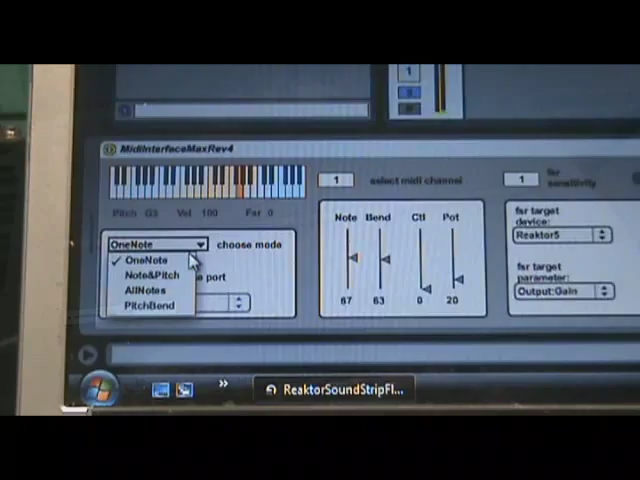 1
S
MidiInterfaceMaxRev4
1 select midi channel
1 fsr sensitivity
Pitch G3 Vel 100 Fsr 0
OneNote choose mode
OneNote
Note&Pitch
AllNotes
PitchBend
port
Note Bend Ctl Pot
67 63 0 20
fsr target
device:
Reaktor5
fsr target
parameter:
Output:Gain
ReaktorSoundStripFl...